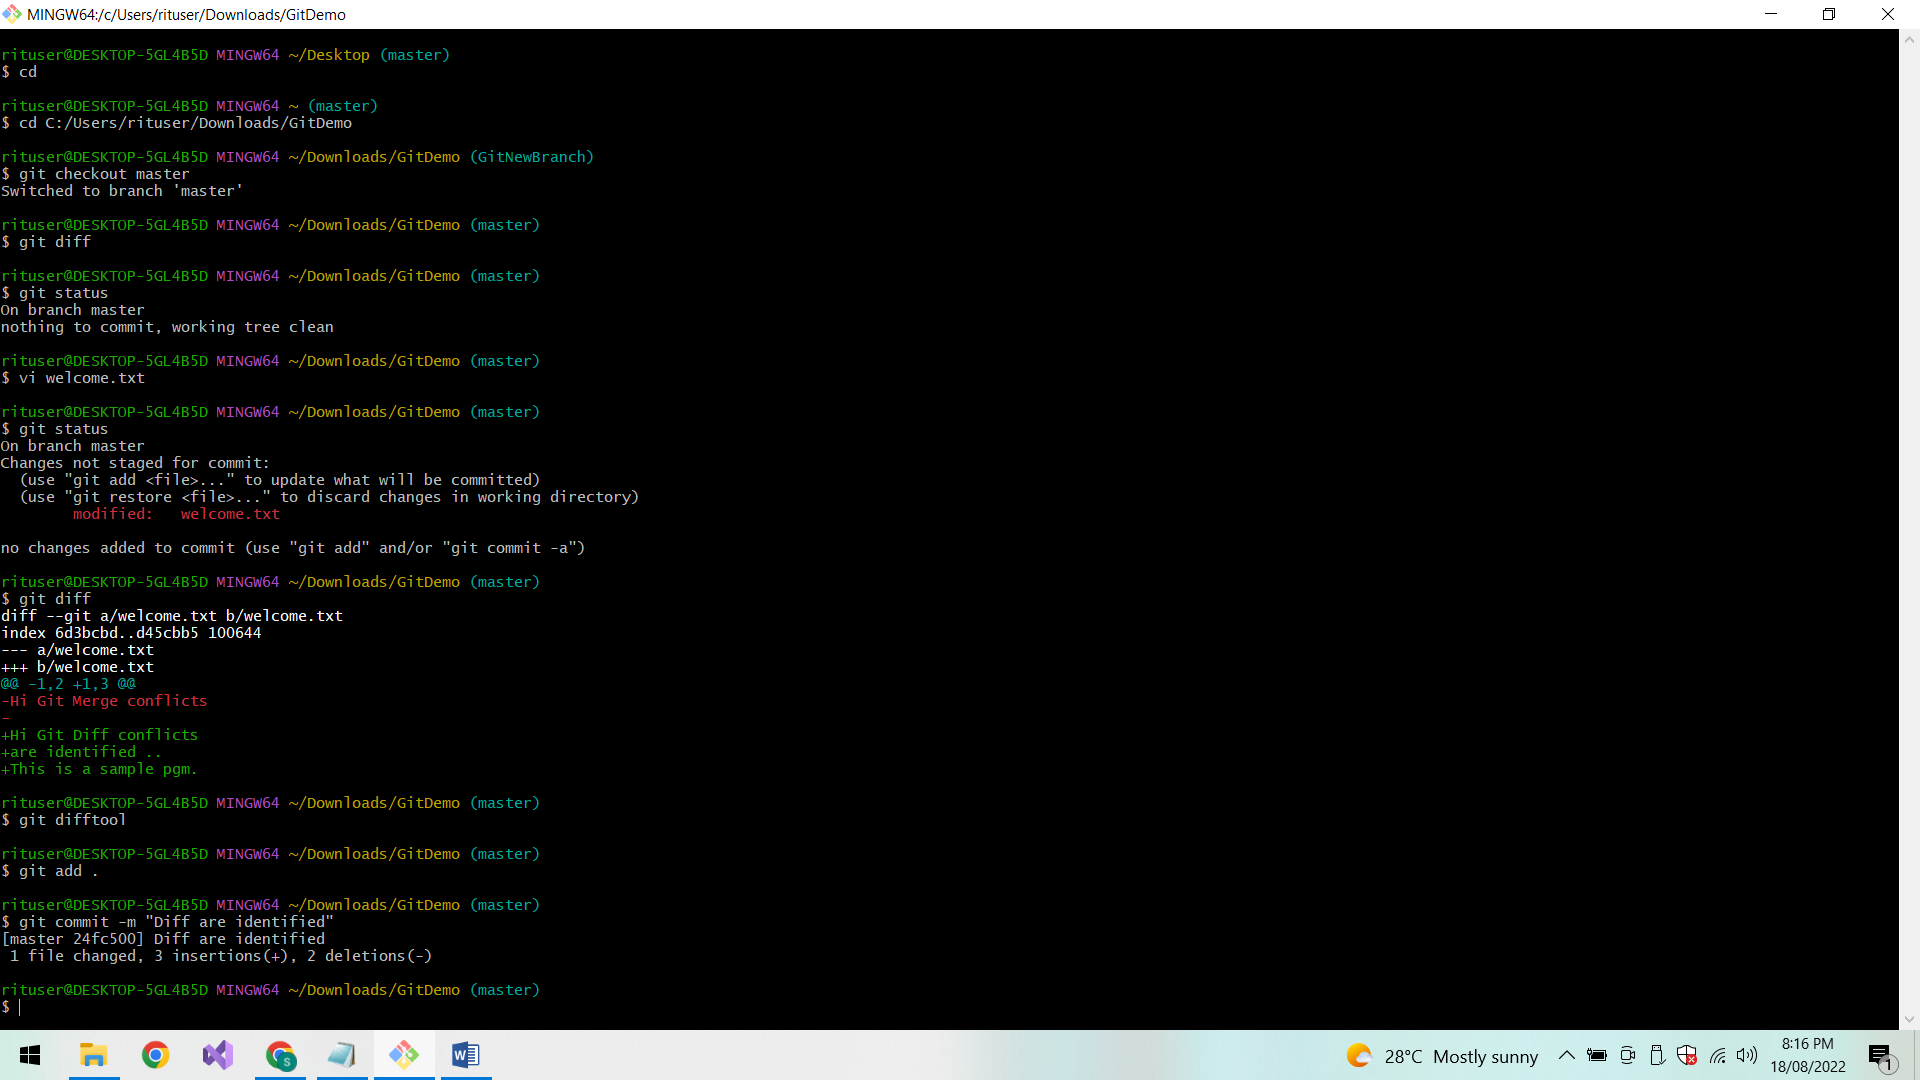 MINGW64:/c/Users/rituser/Downloads/GitDemo
rituser@DESKTOP-5GL4B5D MINGW64 ~/Desktop (master)
$ cd
rituser@DESKTOP-5GL4B5D MINGW64 ~ (master)
$ cd C:/Users/rituser/Downloads/GitDemo
rituser@DESKTOP-5GL4B5D MINGW64 ~/Downloads/GitDemo (GitNewBranch)
$ git checkout master
Switched to branch 'master'
rituser@DESKTOP-5GL4B5D MINGW64 ~/Downloads/GitDemo (master)
$ git diff
rituser@DESKTOP-5GL4B5D MINGW64 ~/Downloads/GitDemo (master)
$ git status
On branch master
nothing to commit, working tree clean
rituser@DESKTOP-5GL4B5D MINGW64 ~/Downloads/GitDemo (master)
$ vi welcome.txt
rituser@DESKTOP-5GL4B5D MINGW64 ~/Downloads/GitDemo (master)
$ git status
On branch master
Changes not staged for commit:
  (use "git add <file>..." to update what will be committed)
  (use "git restore <file>..." to discard changes in working directory)
        modified:   welcome.txt
no changes added to commit (use "git add" and/or "git commit -a")
rituser@DESKTOP-5GL4B5D MINGW64 ~/Downloads/GitDemo (master)
$ git diff
diff --git a/welcome.txt b/welcome.txt
index 6d3bcbd..d45cbb5 100644
--- a/welcome.txt
+++ b/welcome.txt
@@ -1,2 +1,3 @@
-Hi Git Merge conflicts
-
+Hi Git Diff conflicts
+are identified ..
+This is a sample pgm.
rituser@DESKTOP-5GL4B5D MINGW64 ~/Downloads/GitDemo (master)
$ git difftool
rituser@DESKTOP-5GL4B5D MINGW64 ~/Downloads/GitDemo (master)
$ git add .
rituser@DESKTOP-5GL4B5D MINGW64 ~/Downloads/GitDemo (master)
$ git commit -m "Diff are identified"
[master 24fc500] Diff are identified
 1 file changed, 3 insertions(+), 2 deletions(-)
rituser@DESKTOP-5GL4B5D MINGW64 ~/Downloads/GitDemo (master)
$
S
W
28°C Mostly sunny
8:16 PM
18/08/2022
1